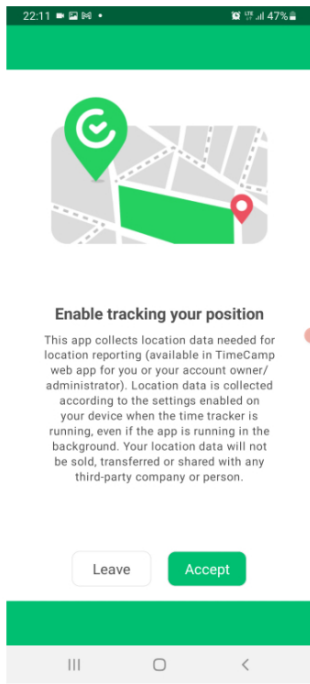 22:11 47%
Enable tracking your position
This app collects location data needed for
location reporting (available in TimeCamp
web app for you or your account owner/
administrator). Location data is collected
according to the settings enabled on
your device when the time tracker is
running, even if the app is running in the
background. Your location data will not
be sold, transferred or shared with any
third-party company or person.
Leave Accept